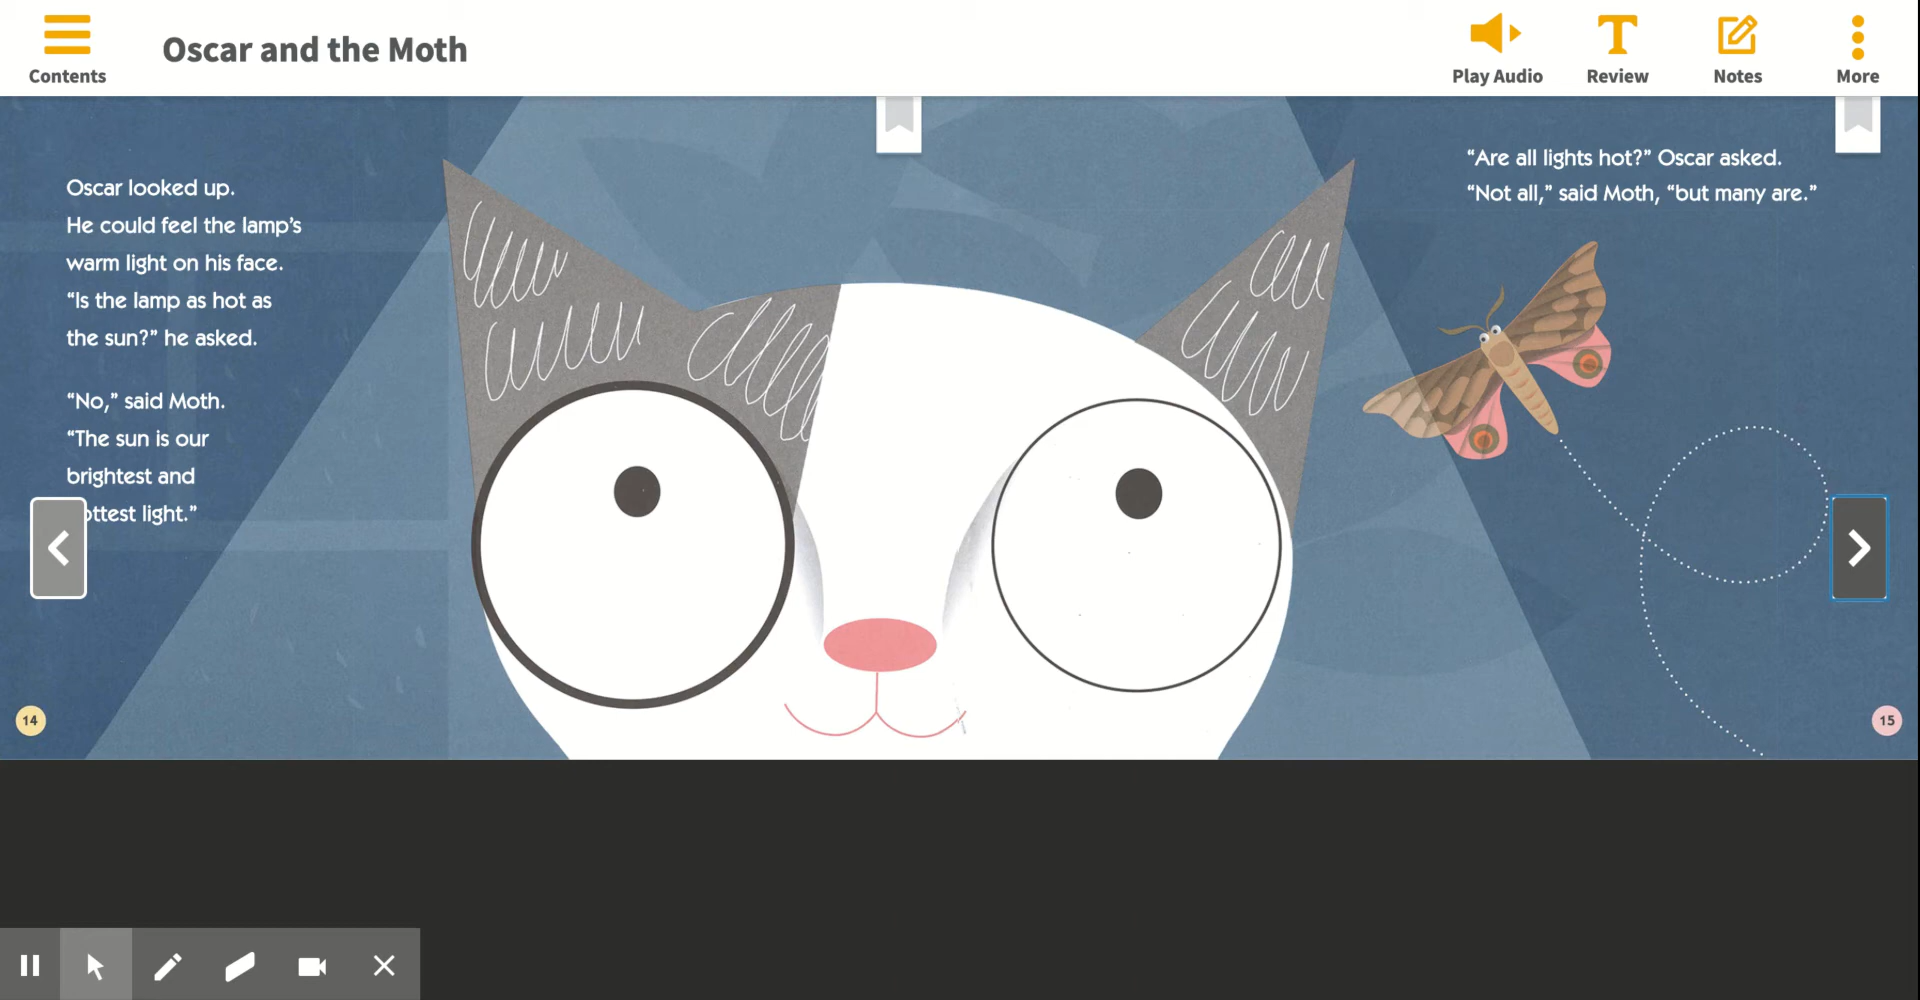 Contents
Oscar and the Moth
Play Audio
Review
Notes
More
Oscar looked up.
He could feel the lamp’s
warm light on his face.
“Is the lamp as hot as
the sun?” he asked.
“No,” said Moth.
“The sun is our
brightest and
light.”
“Are all lights hot?” Oscar asked.
“Not all,” said Moth, “but many are.”
14
15